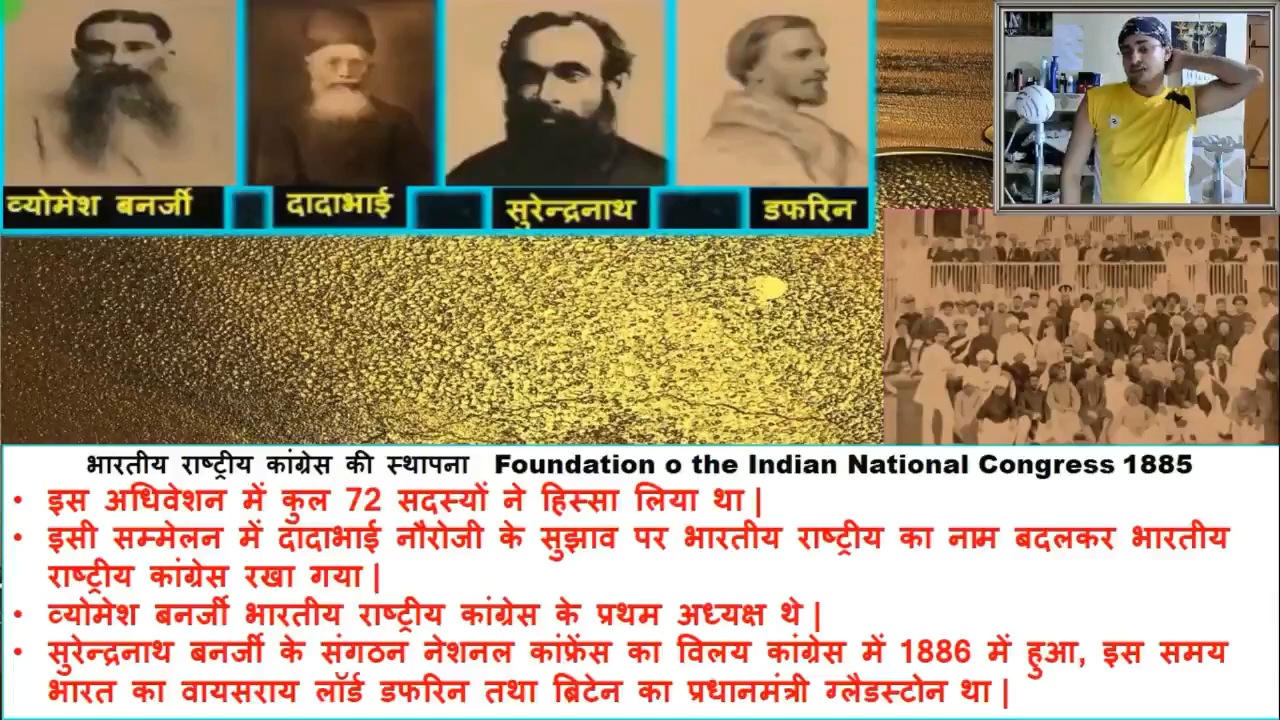 व्योमेश बनर्जी
दादाभाई
सुरेन्द्रनाथ
डफरिन
भारतीय राष्ट्रीय कांग्रेस की स्थापना Foundation o the Indian National Congress 1885
• इस अधिवेशन में कुल 72 सदस्यों ने हिस्सा लिया था |
• इसी सम्मेलन में दादाभाई नौरोजी के सुझाव पर भारतीय राष्ट्रीय का नाम बदलकर भारतीय
राष्ट्रीय कांग्रेस रखा गया |
• व्योमेश बनर्जी भारतीय राष्ट्रीय कांग्रेस के प्रथम अध्यक्ष थे |
• सुरेन्द्रनाथ बनर्जी के संगठन नेशनल कांफ्रेंस का विलय कांग्रेस में 1886 में हुआ, इस समय
भारत का वायसराय लॉर्ड डफरिन तथा ब्रिटेन का प्रधानमंत्री ग्लैडस्टोन था |